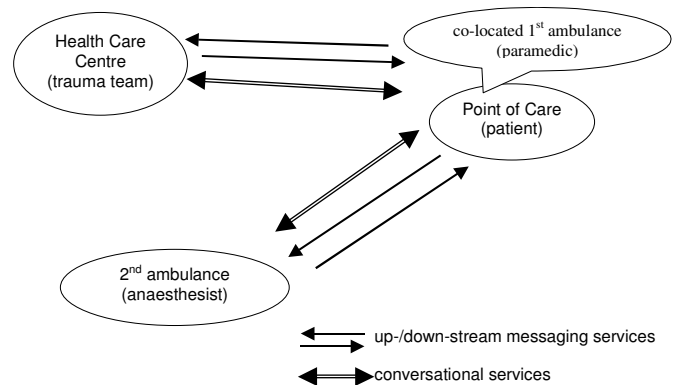 Health Care
Centre
(trauma team)
co-located 1st ambulance
(paramedic)
Point of Care
(patient)
2nd ambulance
(anaesthesist)
up-/down-stream messaging services
conversational services